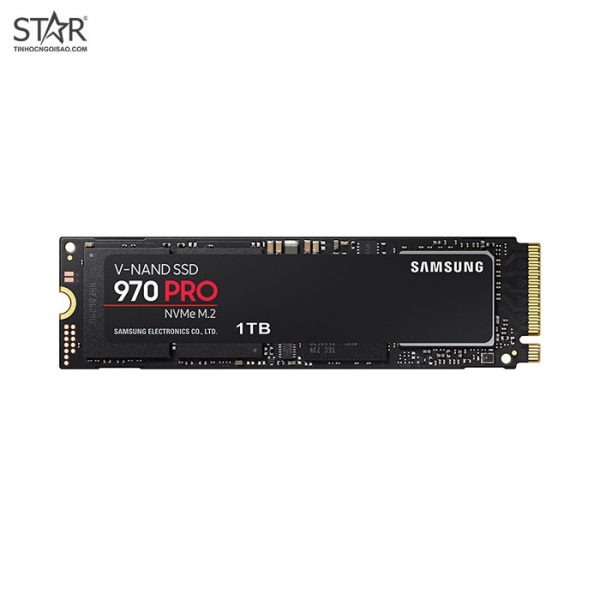 STAR®
TINHOCNGOISAO.COM
V-NAND SSD
970 PRO
NVMe M.2
SAMSUNG ELECTRONICS CO., LTD.
1TB
SAMSUNG